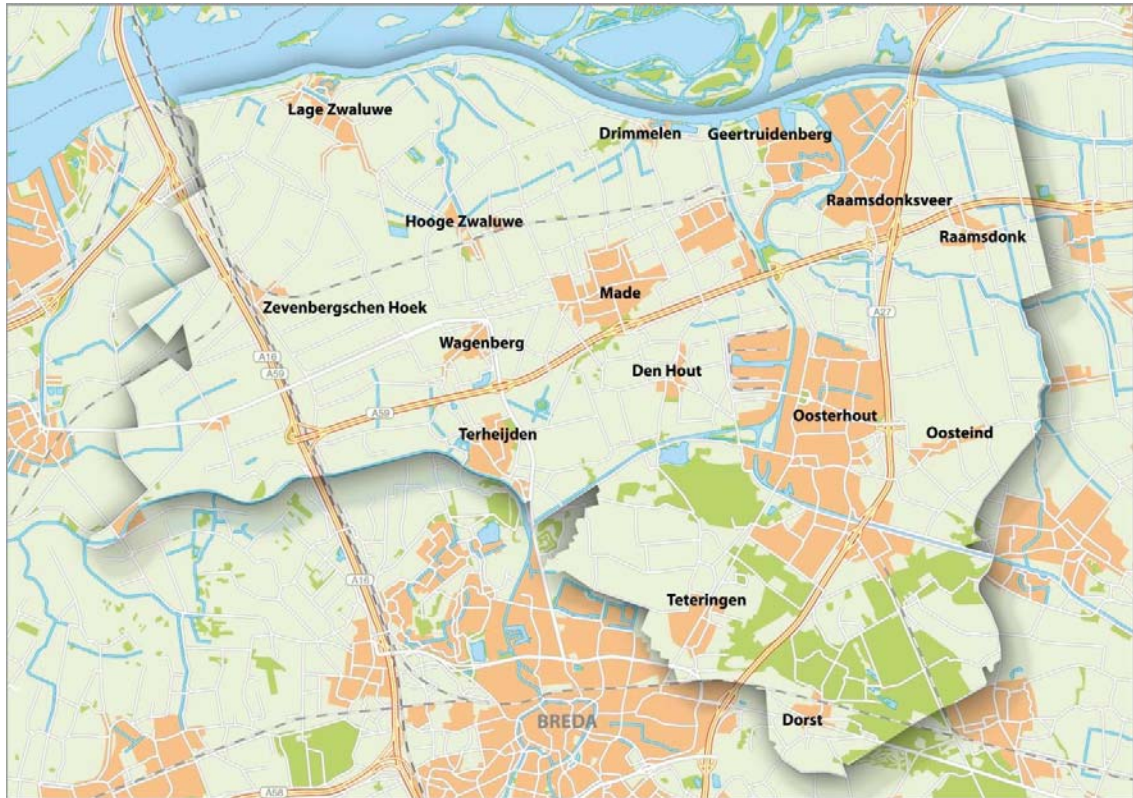 Lage Zwaluwe
Drimmelen
Geertruidenberg
Raamsdonksveer
Hooge Zwaluwe
Raamsdonk
Made
Zevenbergschen Hoek
A27
Wagenberg
A16
A59
Den Hout
A59
Oosterhout
Terheijden
Oosteind
A16
Teteringen
BREDA
Dorst
A58